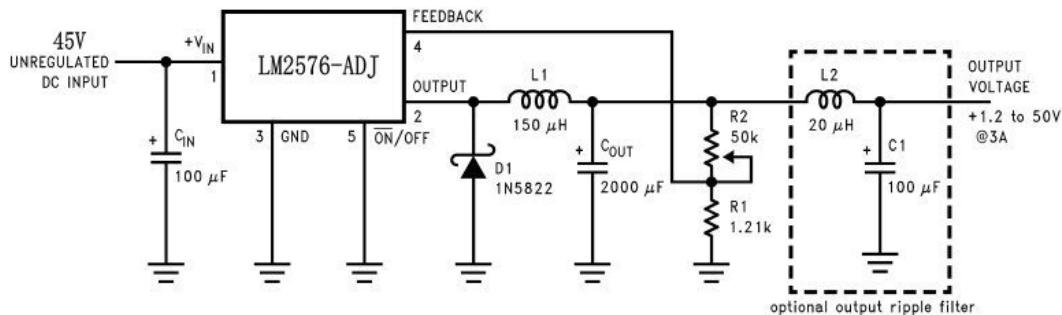 45V
UNREGULATED
DC INPUT
+V_IN
1
LM2576-ADJ
FEEDBACK
4
OUTPUT
2
3 GND
5 O̅N̅/OFF
+ C_IN
100 µF
D1
1N5822
L1
150 µH
+ C_OUT
2000 µF
R2
50k
R1
1.21k
L2
20 µH
+ C1
100 µF
OUTPUT
VOLTAGE
+1.2 to 50V
@3A
optional output ripple filter